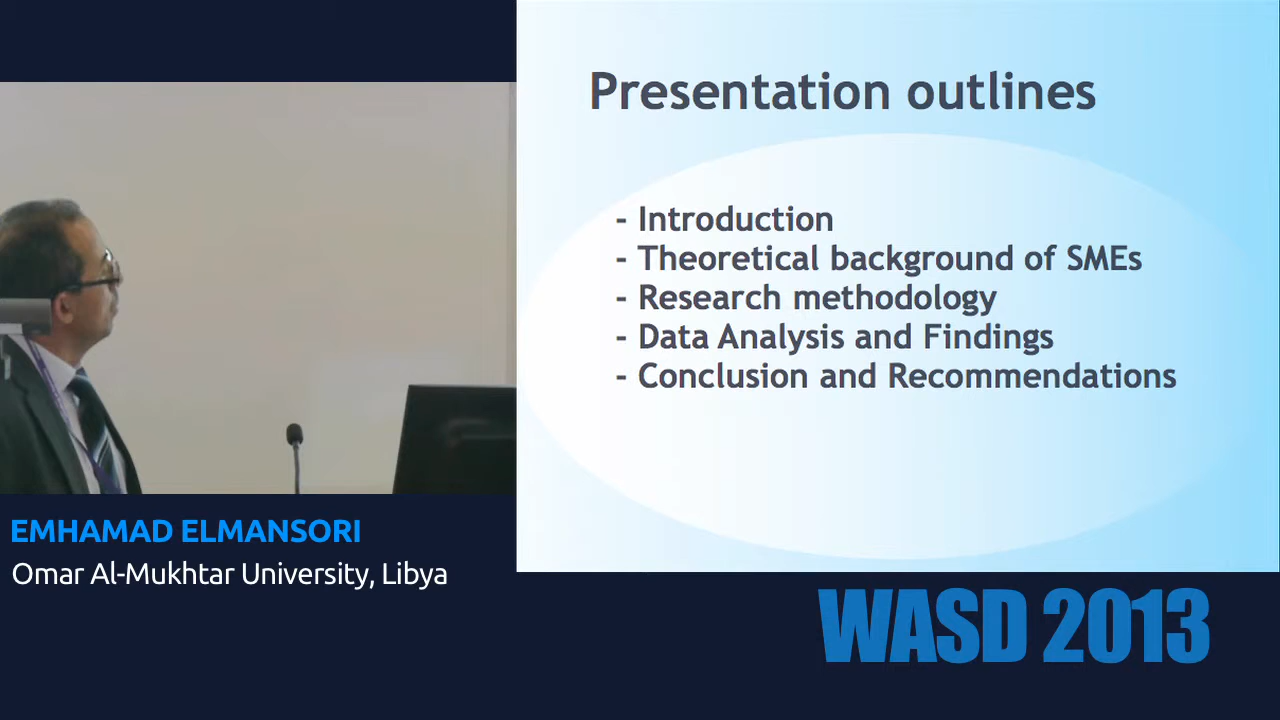 Presentation outlines
- Introduction
- Theoretical background of SMEs
- Research methodology
- Data Analysis and Findings
- Conclusion and Recommendations
EMHAMAD ELMANSORI
Omar Al-Mukhtar University, Libya
WASD 2013